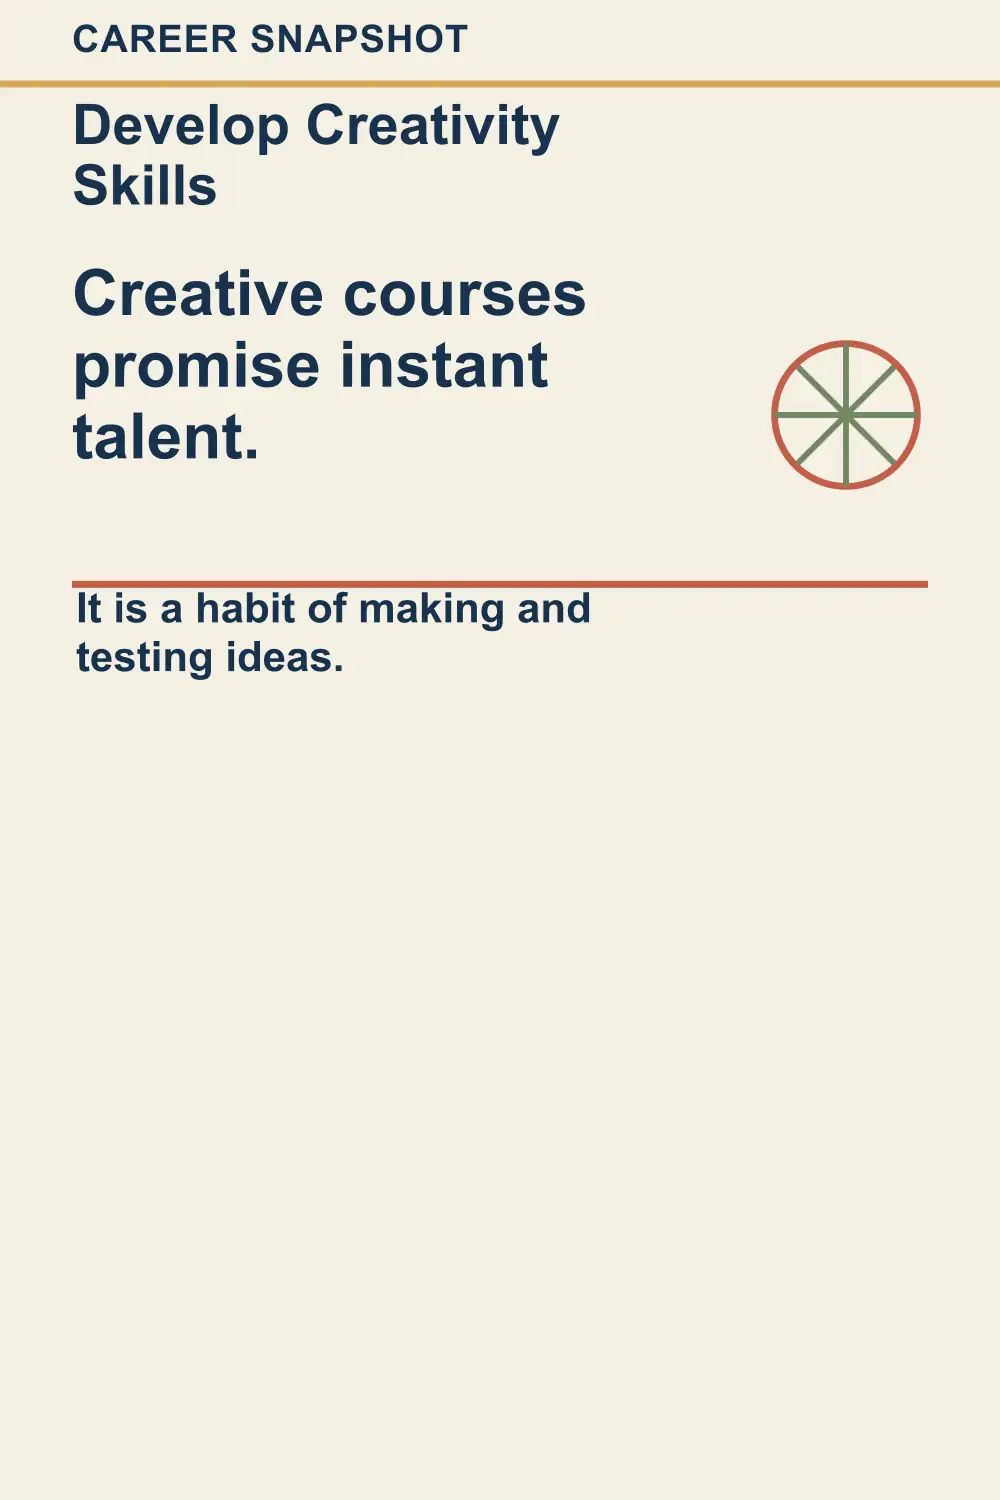 CAREER SNAPSHOT
Develop Creativity
Skills
Creative courses
promise instant
talent.
It is a habit of making and
testing ideas.